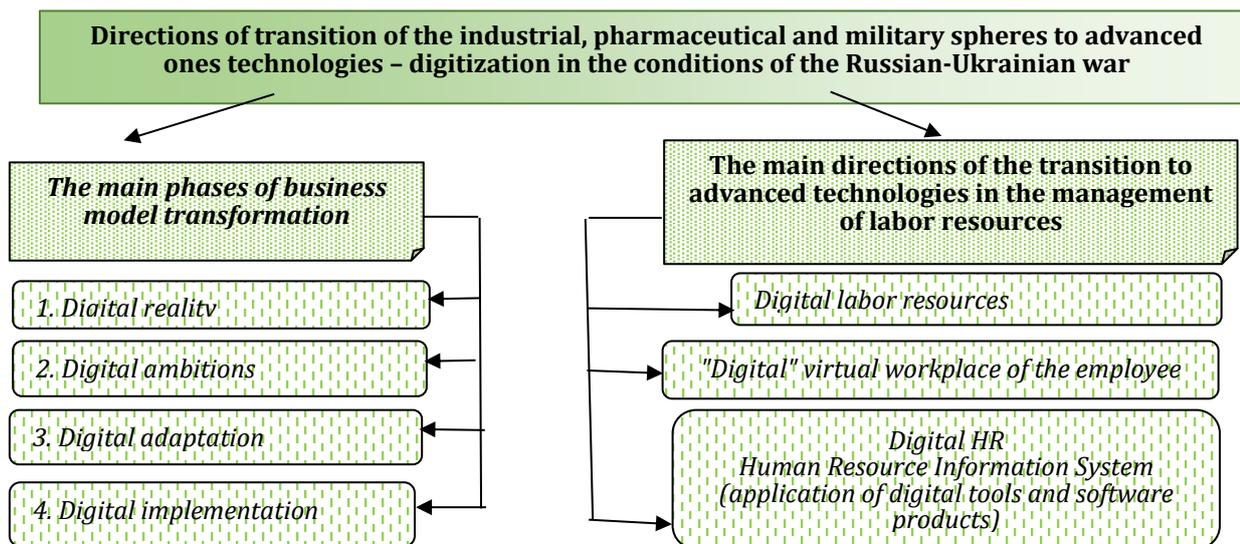 Directions of transition of the industrial, pharmaceutical and military spheres to advanced
ones technologies – digitization in the conditions of the Russian-Ukrainian war
The main phases of business
model transformation
1. Digital reality
2. Digital ambitions
3. Digital adaptation
4. Digital implementation
The main directions of the transition to
advanced technologies in the management
of labor resources
Digital labor resources
"Digital" virtual workplace of the employee
Digital HR
Human Resource Information System
(application of digital tools and software
products)